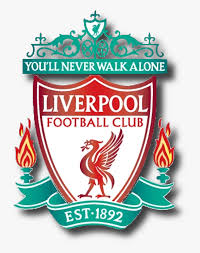 YOU'LL NEVER WALK ALONE
LIVERPOOL
FOOTBALL CLUB
EST·1892